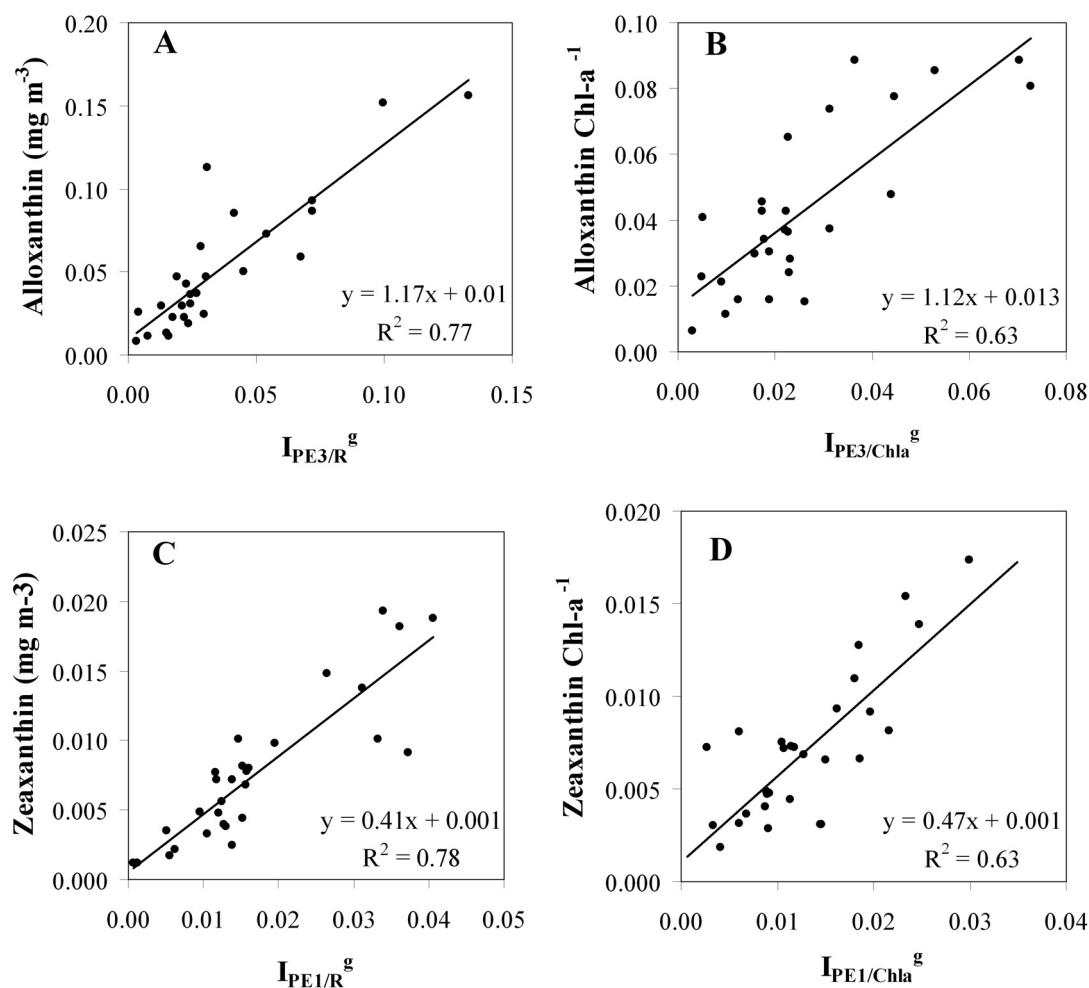 A
Alloxanthin (mg m-3)
0.20
0.15
0.10
0.05
0.00
y = 1.17x + 0.01
R2 = 0.77
0.00 0.05 0.10 0.15
IPE3/Rg
B
Alloxanthin Chl-a-1
0.10
0.08
0.06
0.04
0.02
0.00
y = 1.12x + 0.013
R2 = 0.63
0.00 0.02 0.04 0.06 0.08
IPE3/Chlag
C
Zeaxanthin (mg m-3)
0.025
0.020
0.015
0.010
0.005
0.000
y = 0.41x + 0.001
R2 = 0.78
0.00 0.01 0.02 0.03 0.04 0.05
IPE1/Rg
D
Zeaxanthin Chl-a-1
0.020
0.015
0.010
0.005
0.000
y = 0.47x + 0.001
R2 = 0.63
0.00 0.01 0.02 0.03 0.04
IPE1/Chlag